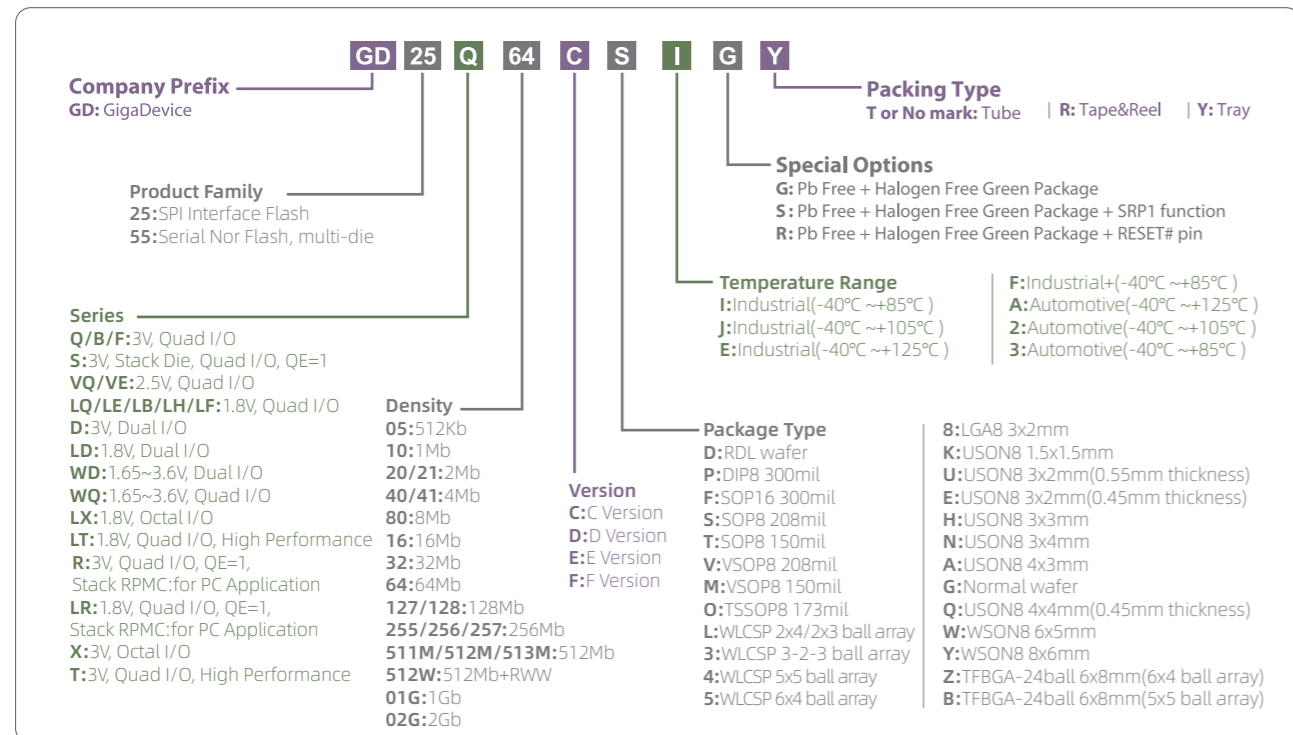 GD 25 Q 64 C S I G Y
Company Prefix
GD: GigaDevice
Packing Type
T or No mark: Tube | R: Tape&Reel | Y: Tray
Special Options
G: Pb Free + Halogen Free Green Package
S: Pb Free + Halogen Free Green Package + SRP1 function
R: Pb Free + Halogen Free Green Package + RESET# pin
Product Family
25:SPI Interface Flash
55:Serial Nor Flash, multi-die
Temperature Range
I:Industrial(-40℃ ~+85℃ )
J:Industrial(-40℃ ~+105℃ )
E:Industrial(-40℃ ~+125℃ )
F:Industrial+(-40℃ ~+85℃ )
A:Automotive(-40℃ ~+125℃ )
2:Automotive(-40℃ ~+105℃ )
3:Automotive(-40℃ ~+85℃ )
Series
Q/B/F:3V, Quad I/O
S:3V, Stack Die, Quad I/O, QE=1
VQ/VE:2.5V, Quad I/O
LQ/LE/LB/LH/LF:1.8V, Quad I/O
D:3V, Dual I/O
LD:1.8V, Dual I/O
WD:1.65~3.6V, Dual I/O
WQ:1.65~3.6V, Quad I/O
LX:1.8V, Octal I/O
LT:1.8V, Quad I/O, High Performance
R:3V, Quad I/O, QE=1,
Stack RPMC:for PC Application
LR:1.8V, Quad I/O, QE=1,
Stack RPMC:for PC Application
X:3V, Octal I/O
T:3V, Quad I/O, High Performance
Density
05:512Kb
10:1Mb
20/21:2Mb
40/41:4Mb
80:8Mb
16:16Mb
32:32Mb
64:64Mb
127/128:128Mb
255/256/257:256Mb
511M/512M/513M:512Mb
512W:512Mb+RWW
01G:1Gb
02G:2Gb
Version
C:C Version
D:D Version
E:E Version
F:F Version
Package Type
D:RDL wafer
P:DIP8 300mil
F:SOP16 300mil
S:SOP8 208mil
T:SOP8 150mil
V:VSOP8 208mil
M:VSOP8 150mil
O:TSSOP8 173mil
L:WLCSP 2x4/2x3 ball array
3:WLCSP 3-2-3 ball array
4:WLCSP 5x5 ball array
5:WLCSP 6x4 ball array
8:LGA8 3x2mm
K:USON8 1.5x1.5mm
U:USON8 3x2mm(0.55mm thickness)
E:USON8 3x2mm(0.45mm thickness)
H:USON8 3x3mm
N:USON8 3x4mm
A:USON8 4x3mm
G:Normal wafer
Q:USON8 4x4mm(0.45mm thickness)
W:WSON8 6x5mm
Y:WSON8 8x6mm
Z:TFBGA-24ball 6x8mm(6x4 ball array)
B:TFBGA-24ball 6x8mm(5x5 ball array)